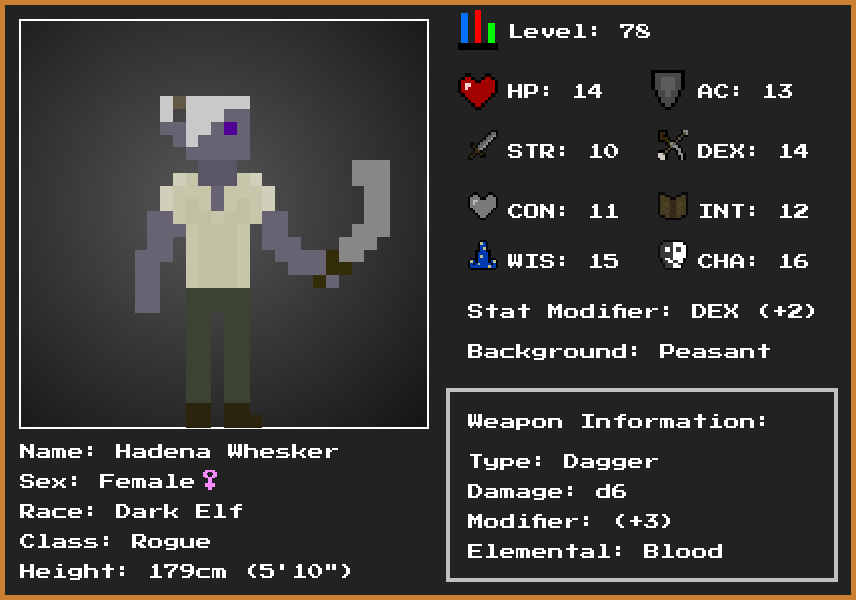 Level: 78
HP: 14
AC: 13
STR: 10
DEX: 14
CON: 11
INT: 12
WIS: 15
CHA: 16
Stat Modifier: DEX (+2)
Background: Peasant
Weapon Information:
Type: Dagger
Damage: d6
Modifier: (+3)
Elemental: Blood
Name: Hadena Whesker
Sex: Female♀
Race: Dark Elf
Class: Rogue
Height: 179cm (5'10")